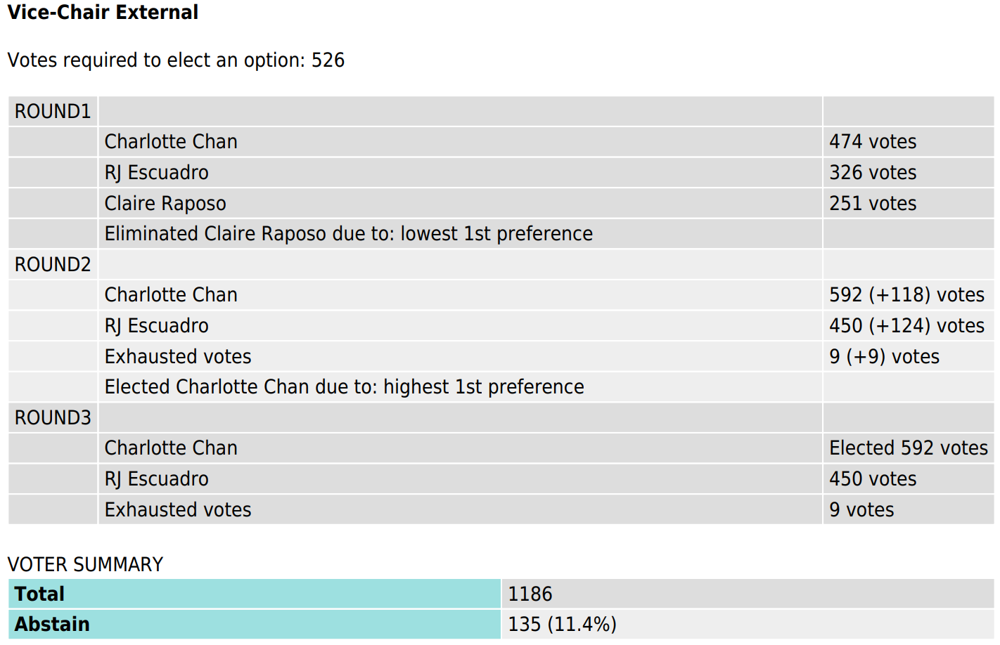 Vice-Chair External
Votes required to elect an option: 526
ROUND1
Charlotte Chan 474 votes
RJ Escuadro 326 votes
Claire Raposo 251 votes
Eliminated Claire Raposo due to: lowest 1st preference
ROUND2
Charlotte Chan 592 (+118) votes
RJ Escuadro 450 (+124) votes
Exhausted votes 9 (+9) votes
Elected Charlotte Chan due to: highest 1st preference
ROUND3
Charlotte Chan Elected 592 votes
RJ Escuadro 450 votes
Exhausted votes 9 votes
VOTER SUMMARY
Total 1186
Abstain 135 (11.4%)